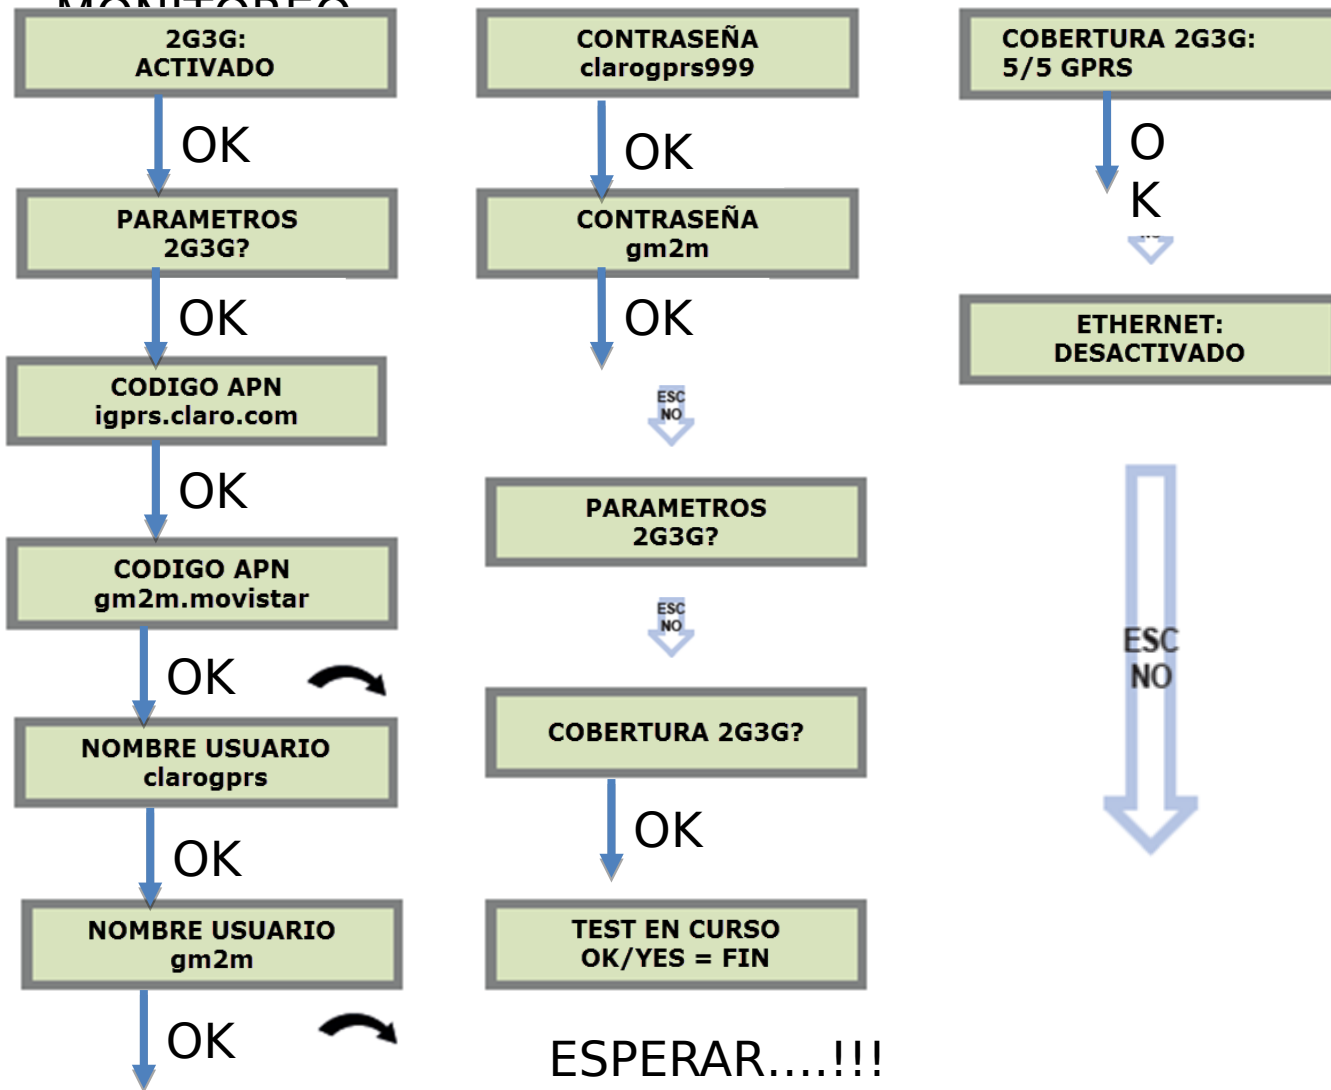 MONITOREO
2G3G:
ACTIVADO
OK
PARAMETROS
2G3G?
OK
CODIGO APN
igprs.claro.com
OK
CODIGO APN
gm2m.movistar
OK
NOMBRE USUARIO
clarogprs
OK
NOMBRE USUARIO
gm2m
OK
CONTRASEÑA
clarogprs999
OK
CONTRASEÑA
gm2m
OK
ESC
NO
PARAMETROS
2G3G?
ESC
NO
COBERTURA 2G3G?
OK
TEST EN CURSO
OK/YES = FIN
ESPERAR....!!!
COBERTURA 2G3G:
5/5 GPRS
O
K
ETHERNET:
DESACTIVADO
ESC
NO